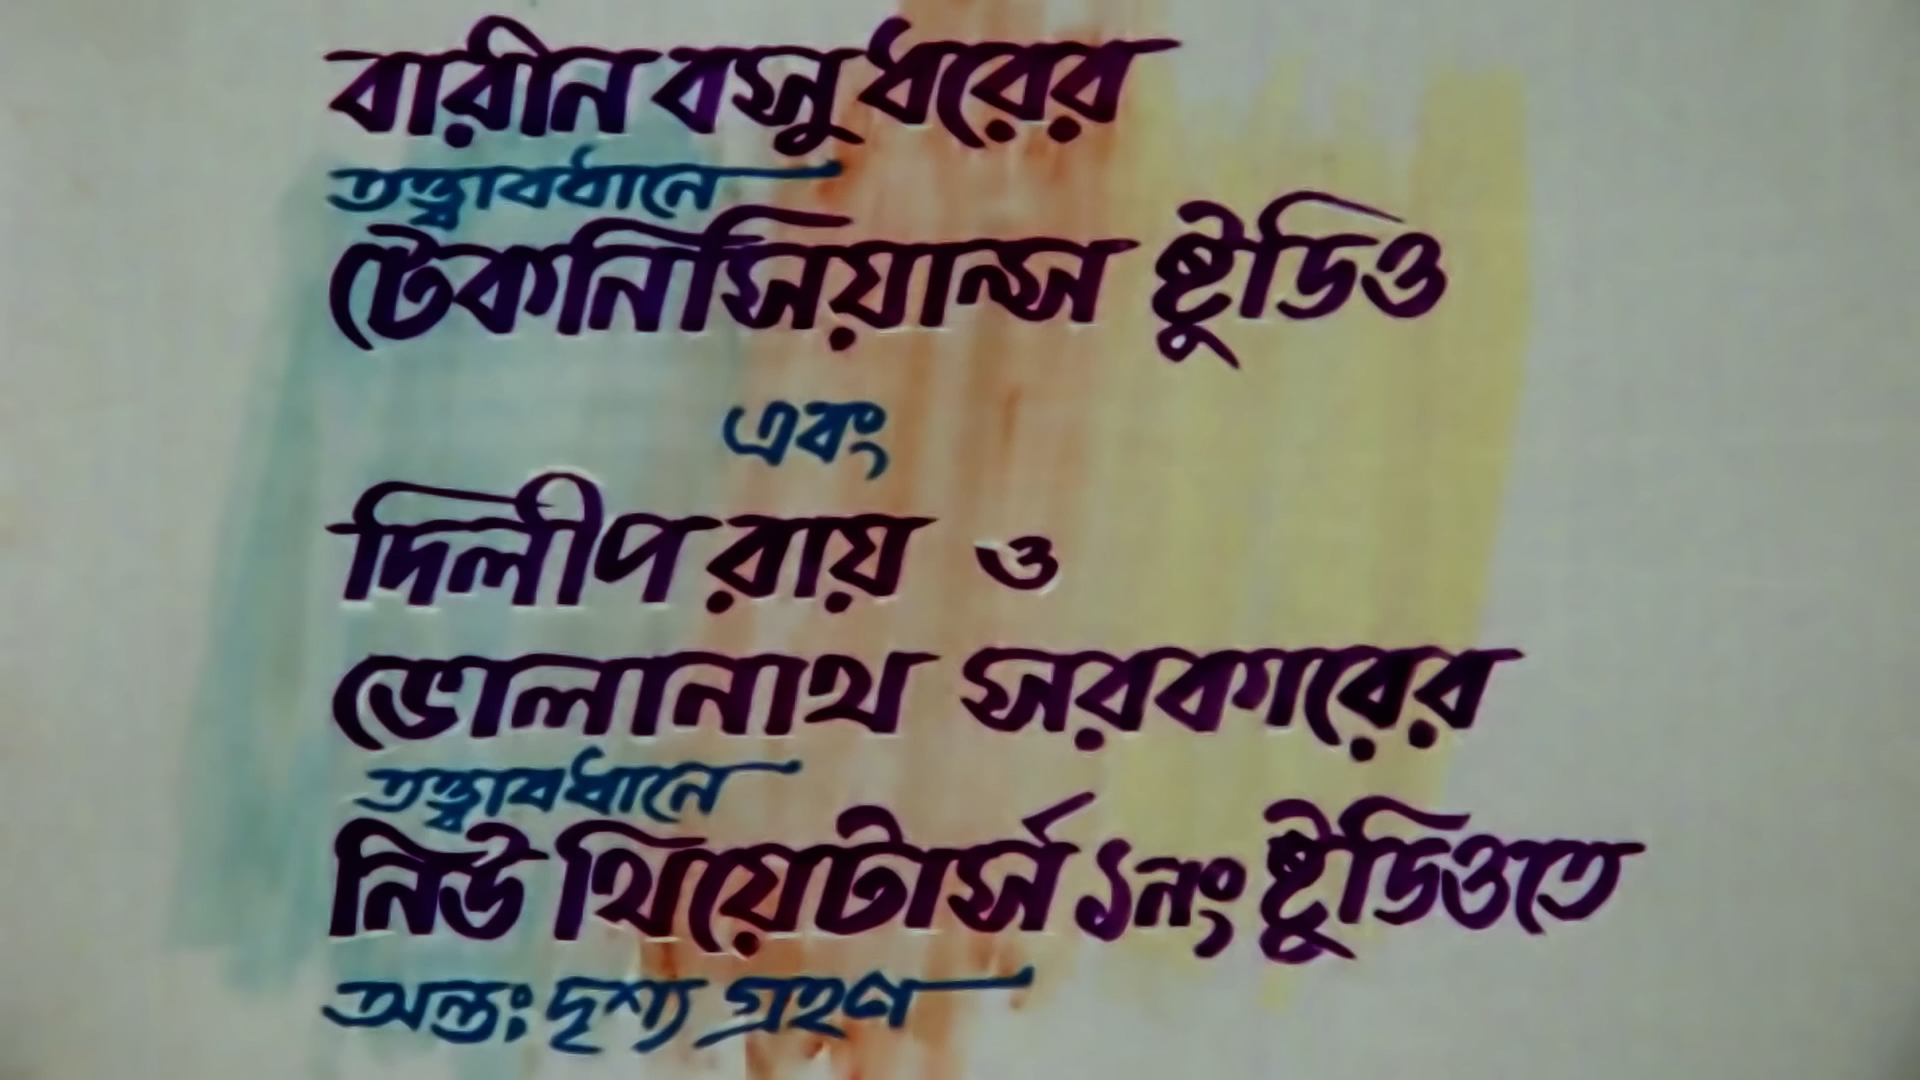 বারীন বসু ধরের
তত্ত্বাবধানে
টেকনিসিয়ান্স ষ্টুডিও
এবং
দিলীপ রায় ও
ভোলানাথ সরকারের
তত্ত্বাবধানে
নিউ থিয়েটার্স ১নং ষ্টুডিওতে
অন্তঃদৃশ্য গ্রহণ